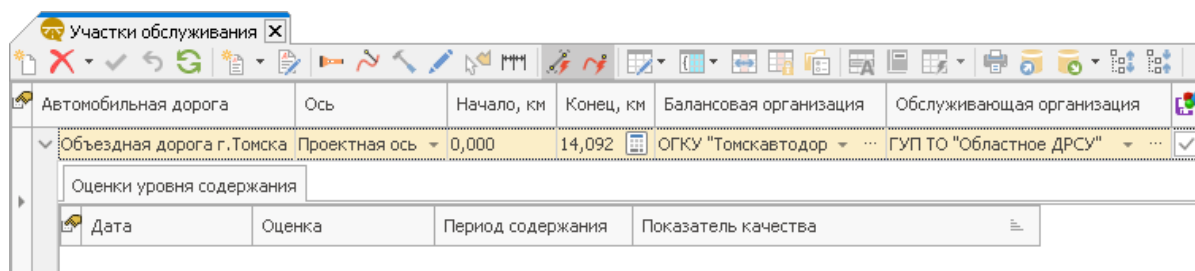 Участки обслуживания
Автомобильная дорога Ось Начало, км Конец, км Балансовая организация Обслуживающая организация
Объездная дорога г.Томска Проектная ось 0,000 14,092 ОГКУ "Томскавтодор ... ГУП ТО "Областное ДРСУ" ...
Оценки уровня содержания
Дата Оценка Период содержания Показатель качества